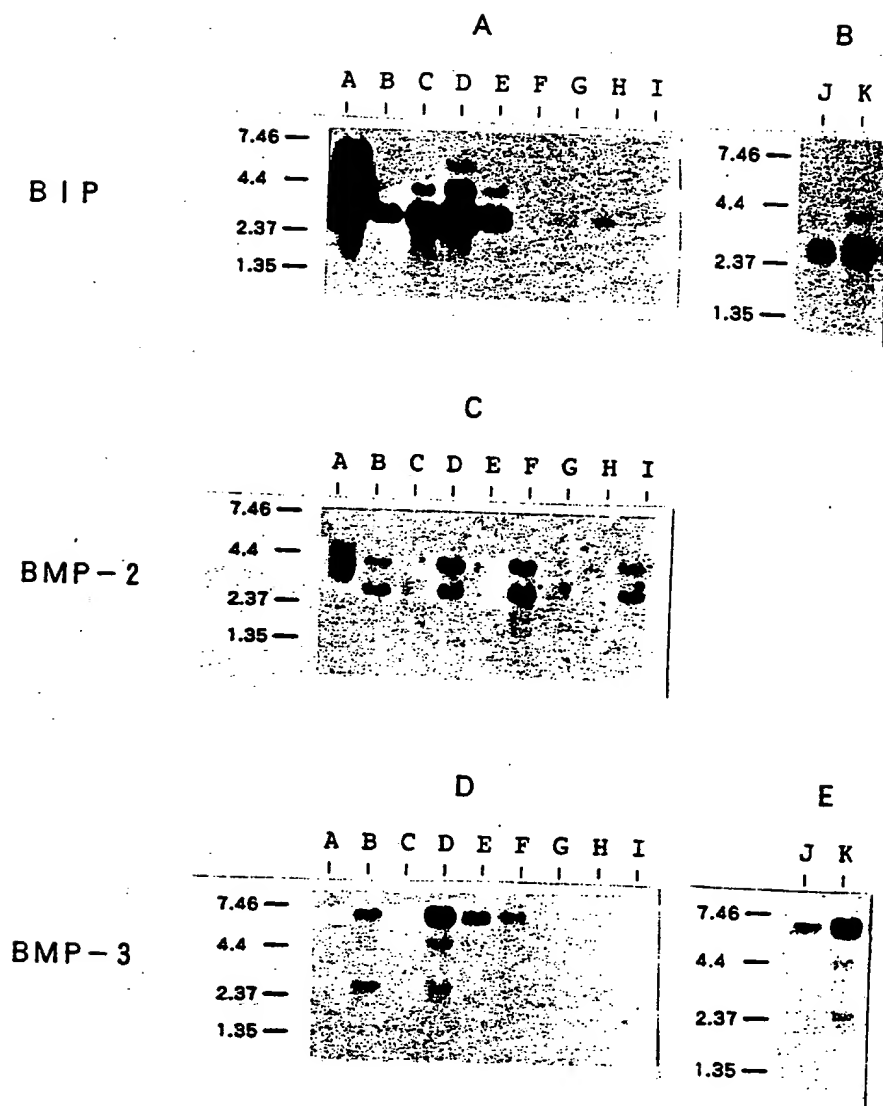 A
B
A B C D E F G H I
J K
7.46
4.4
2.37
1.35
BIP
7.46
4.4
2.37
1.35
C
A B C D E F G H I
7.46
4.4
2.37
1.35
BMP-2
D
E
A B C D E F G H I
J K
7.46
4.4
2.37
1.35
BMP-3
7.46
4.4
2.37
1.35